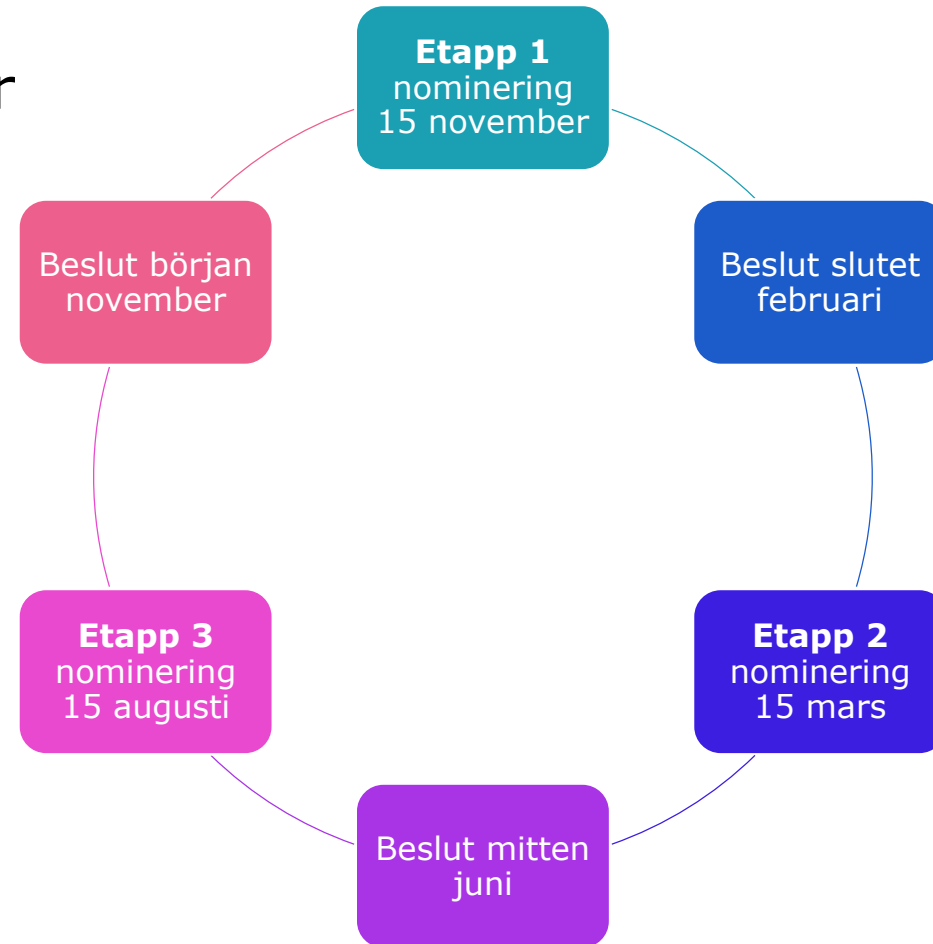 r
Etapp 1
nominering
15 november
Beslut slutet
februari
Etapp 2
nominering
15 mars
Beslut mitten
juni
Etapp 3
nominering
15 augusti
Beslut början
november